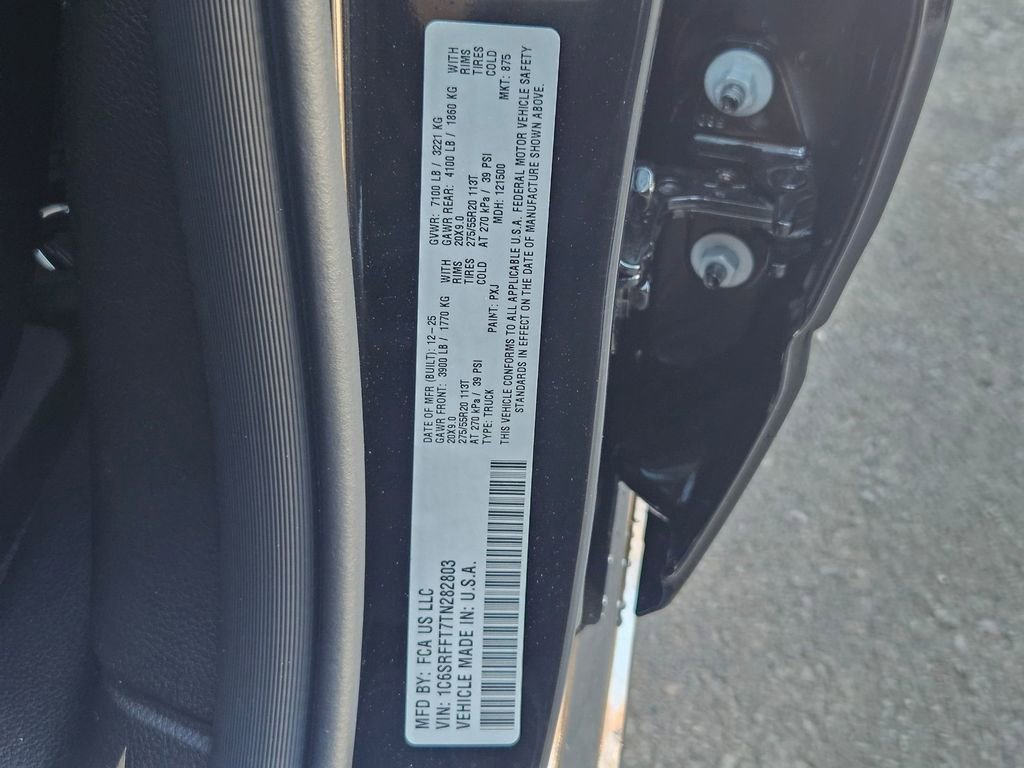 MFD BY: FCA US LLC
VIN: 1C6SRFFT7TN282803
VEHICLE MADE IN: U.S.A.
DATE OF MFR (BUILT): 12-25
GAWR FRONT: 3900 LB / 1770 KG WITH
20X9.0 RIMS
275/55R20 113T TIRES
AT 270 kPa / 39 PSI COLD
TYPE: TRUCK PAINT: PXJ
GVWR: 7100 LB / 3221 KG
GAWR REAR: 4100 LB / 1860 KG WITH
20X9.0 RIMS
275/55R20 113T TIRES
AT 270 kPa / 39 PSI COLD
MDH: 121500 MKT: 875
THIS VEHICLE CONFORMS TO ALL APPLICABLE U.S.A. FEDERAL MOTOR VEHICLE SAFETY
STANDARDS IN EFFECT ON THE DATE OF MANUFACTURE SHOWN ABOVE.